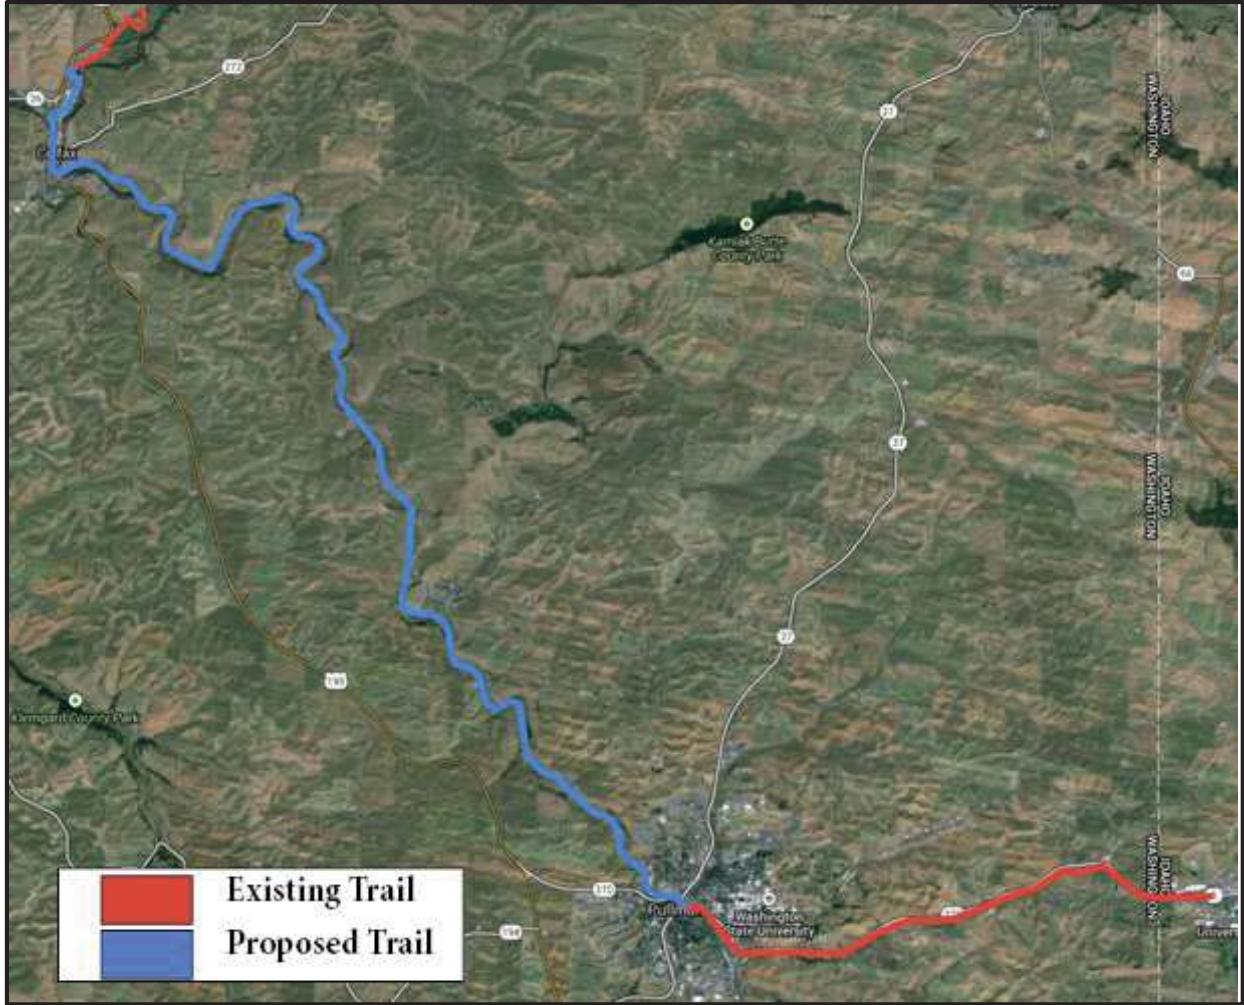 272
26
Colfax
27
IDAHO
WASHINGTON
Kamiak Butte
County Park
66
27
IDAHO
WASHINGTON
27
195
Klemgard County Park
IDAHO
WASHINGTON
270
Pullman
Washington
State University
194
Univers
Existing Trail
Proposed Trail